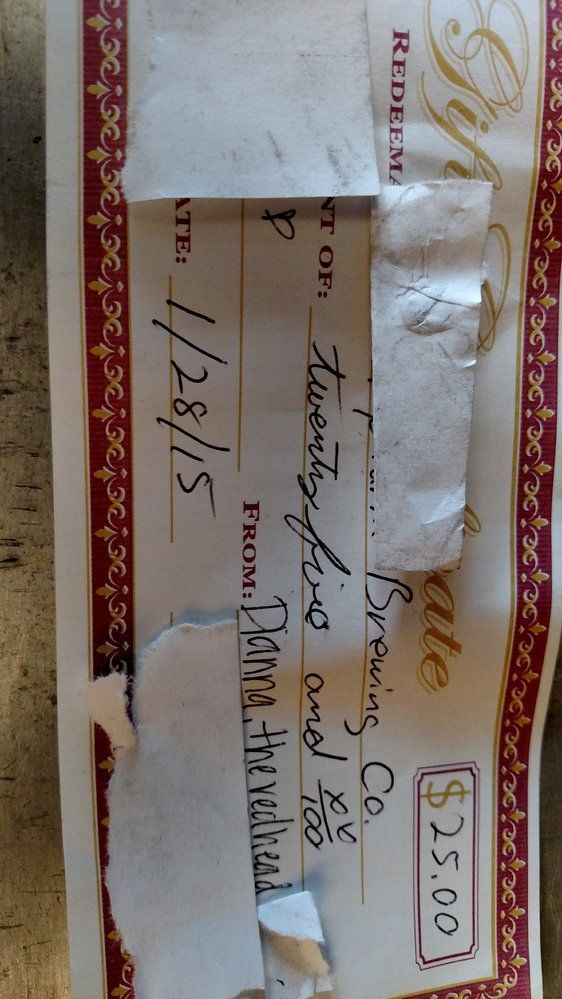 Gift
ate
$25.00
REDEEMA
Brewing Co.
NT OF: twenty five and xx/100
FROM: Danna, the redhead
ATE: 1/28/15